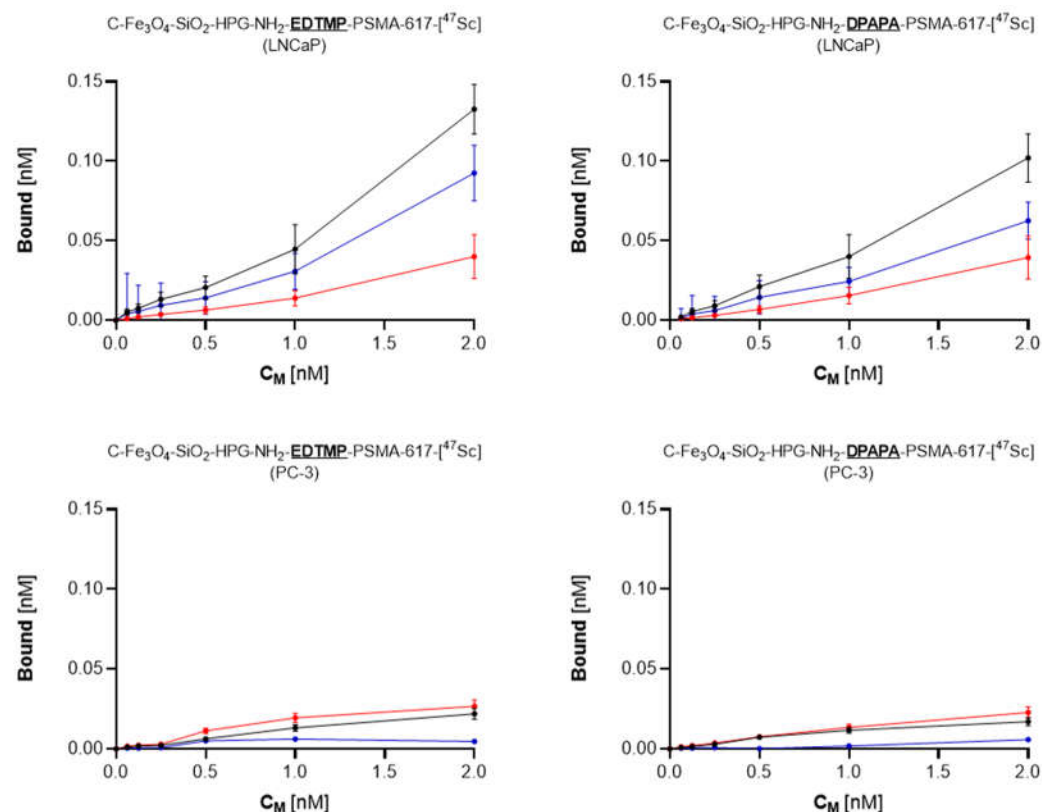 C-Fe₃O₄-SiO₂-HPG-NH₂-EDTMP-PSMA-617-[⁴⁷Sc]
(LNCaP)
0.15
0.10
0.05
0.00
Bound [nM]
0.0 0.5 1.0 1.5 2.0
C_M [nM]
C-Fe₃O₄-SiO₂-HPG-NH₂-DPAPA-PSMA-617-[⁴⁷Sc]
(LNCaP)
0.15
0.10
0.05
0.00
Bound [nM]
0.0 0.5 1.0 1.5 2.0
C_M [nM]
C-Fe₃O₄-SiO₂-HPG-NH₂-EDTMP-PSMA-617-[⁴⁷Sc]
(PC-3)
0.15
0.10
0.05
0.00
Bound [nM]
0.0 0.5 1.0 1.5 2.0
C_M [nM]
C-Fe₃O₄-SiO₂-HPG-NH₂-DPAPA-PSMA-617-[⁴⁷Sc]
(PC-3)
0.15
0.10
0.05
0.00
Bound [nM]
0.0 0.5 1.0 1.5 2.0
C_M [nM]